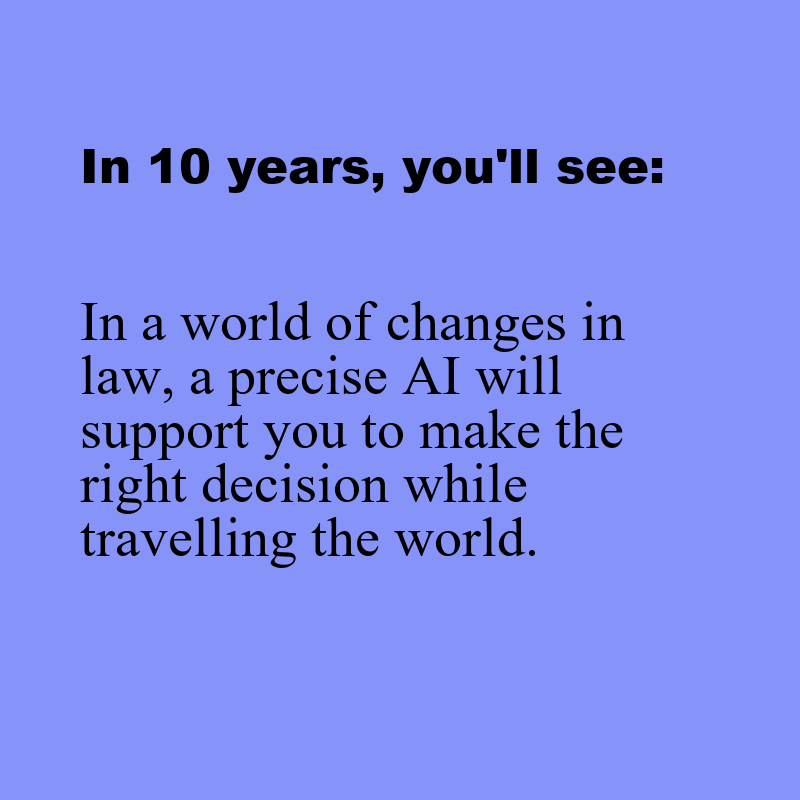 In 10 years, you'll see:
In a world of changes in
law, a precise AI will
support you to make the
right decision while
travelling the world.